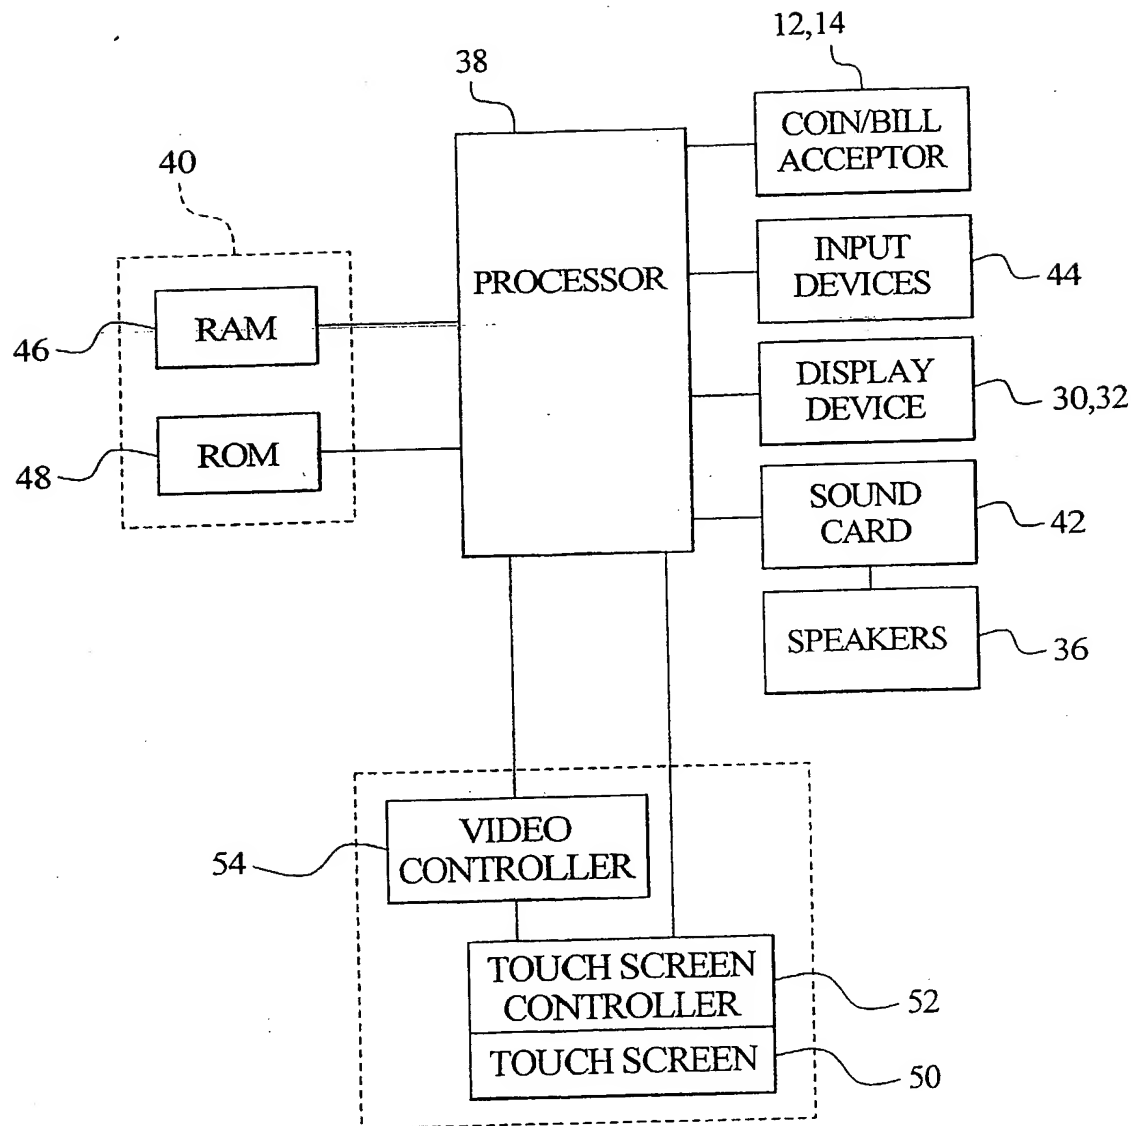 12,14
38
COIN/BILL
ACCEPTOR
40
PROCESSOR
INPUT
DEVICES
44
RAM
46
DISPLAY
DEVICE
30,32
ROM
48
SOUND
CARD
42
SPEAKERS
36
VIDEO
CONTROLLER
54
TOUCH SCREEN
CONTROLLER
52
TOUCH SCREEN
50